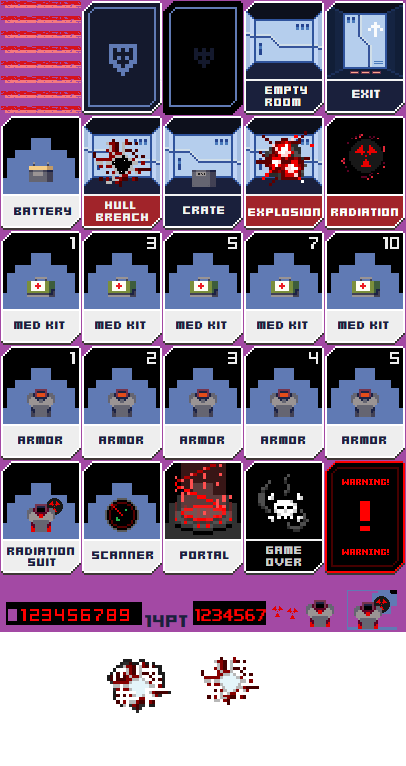 EMPTY
ROOM
EXIT
BATTERY
HULL
BREACH
CRATE
EXPLOSION
RADIATION
1
MED KIT
3
MED KIT
5
MED KIT
7
MED KIT
10
MED KIT
1
ARMOR
2
ARMOR
3
ARMOR
4
ARMOR
5
ARMOR
RADIATION
SUIT
SCANNER
PORTAL
GAME
OVER
WARNING!
!
WARNING!
123456789
14PT
1234567